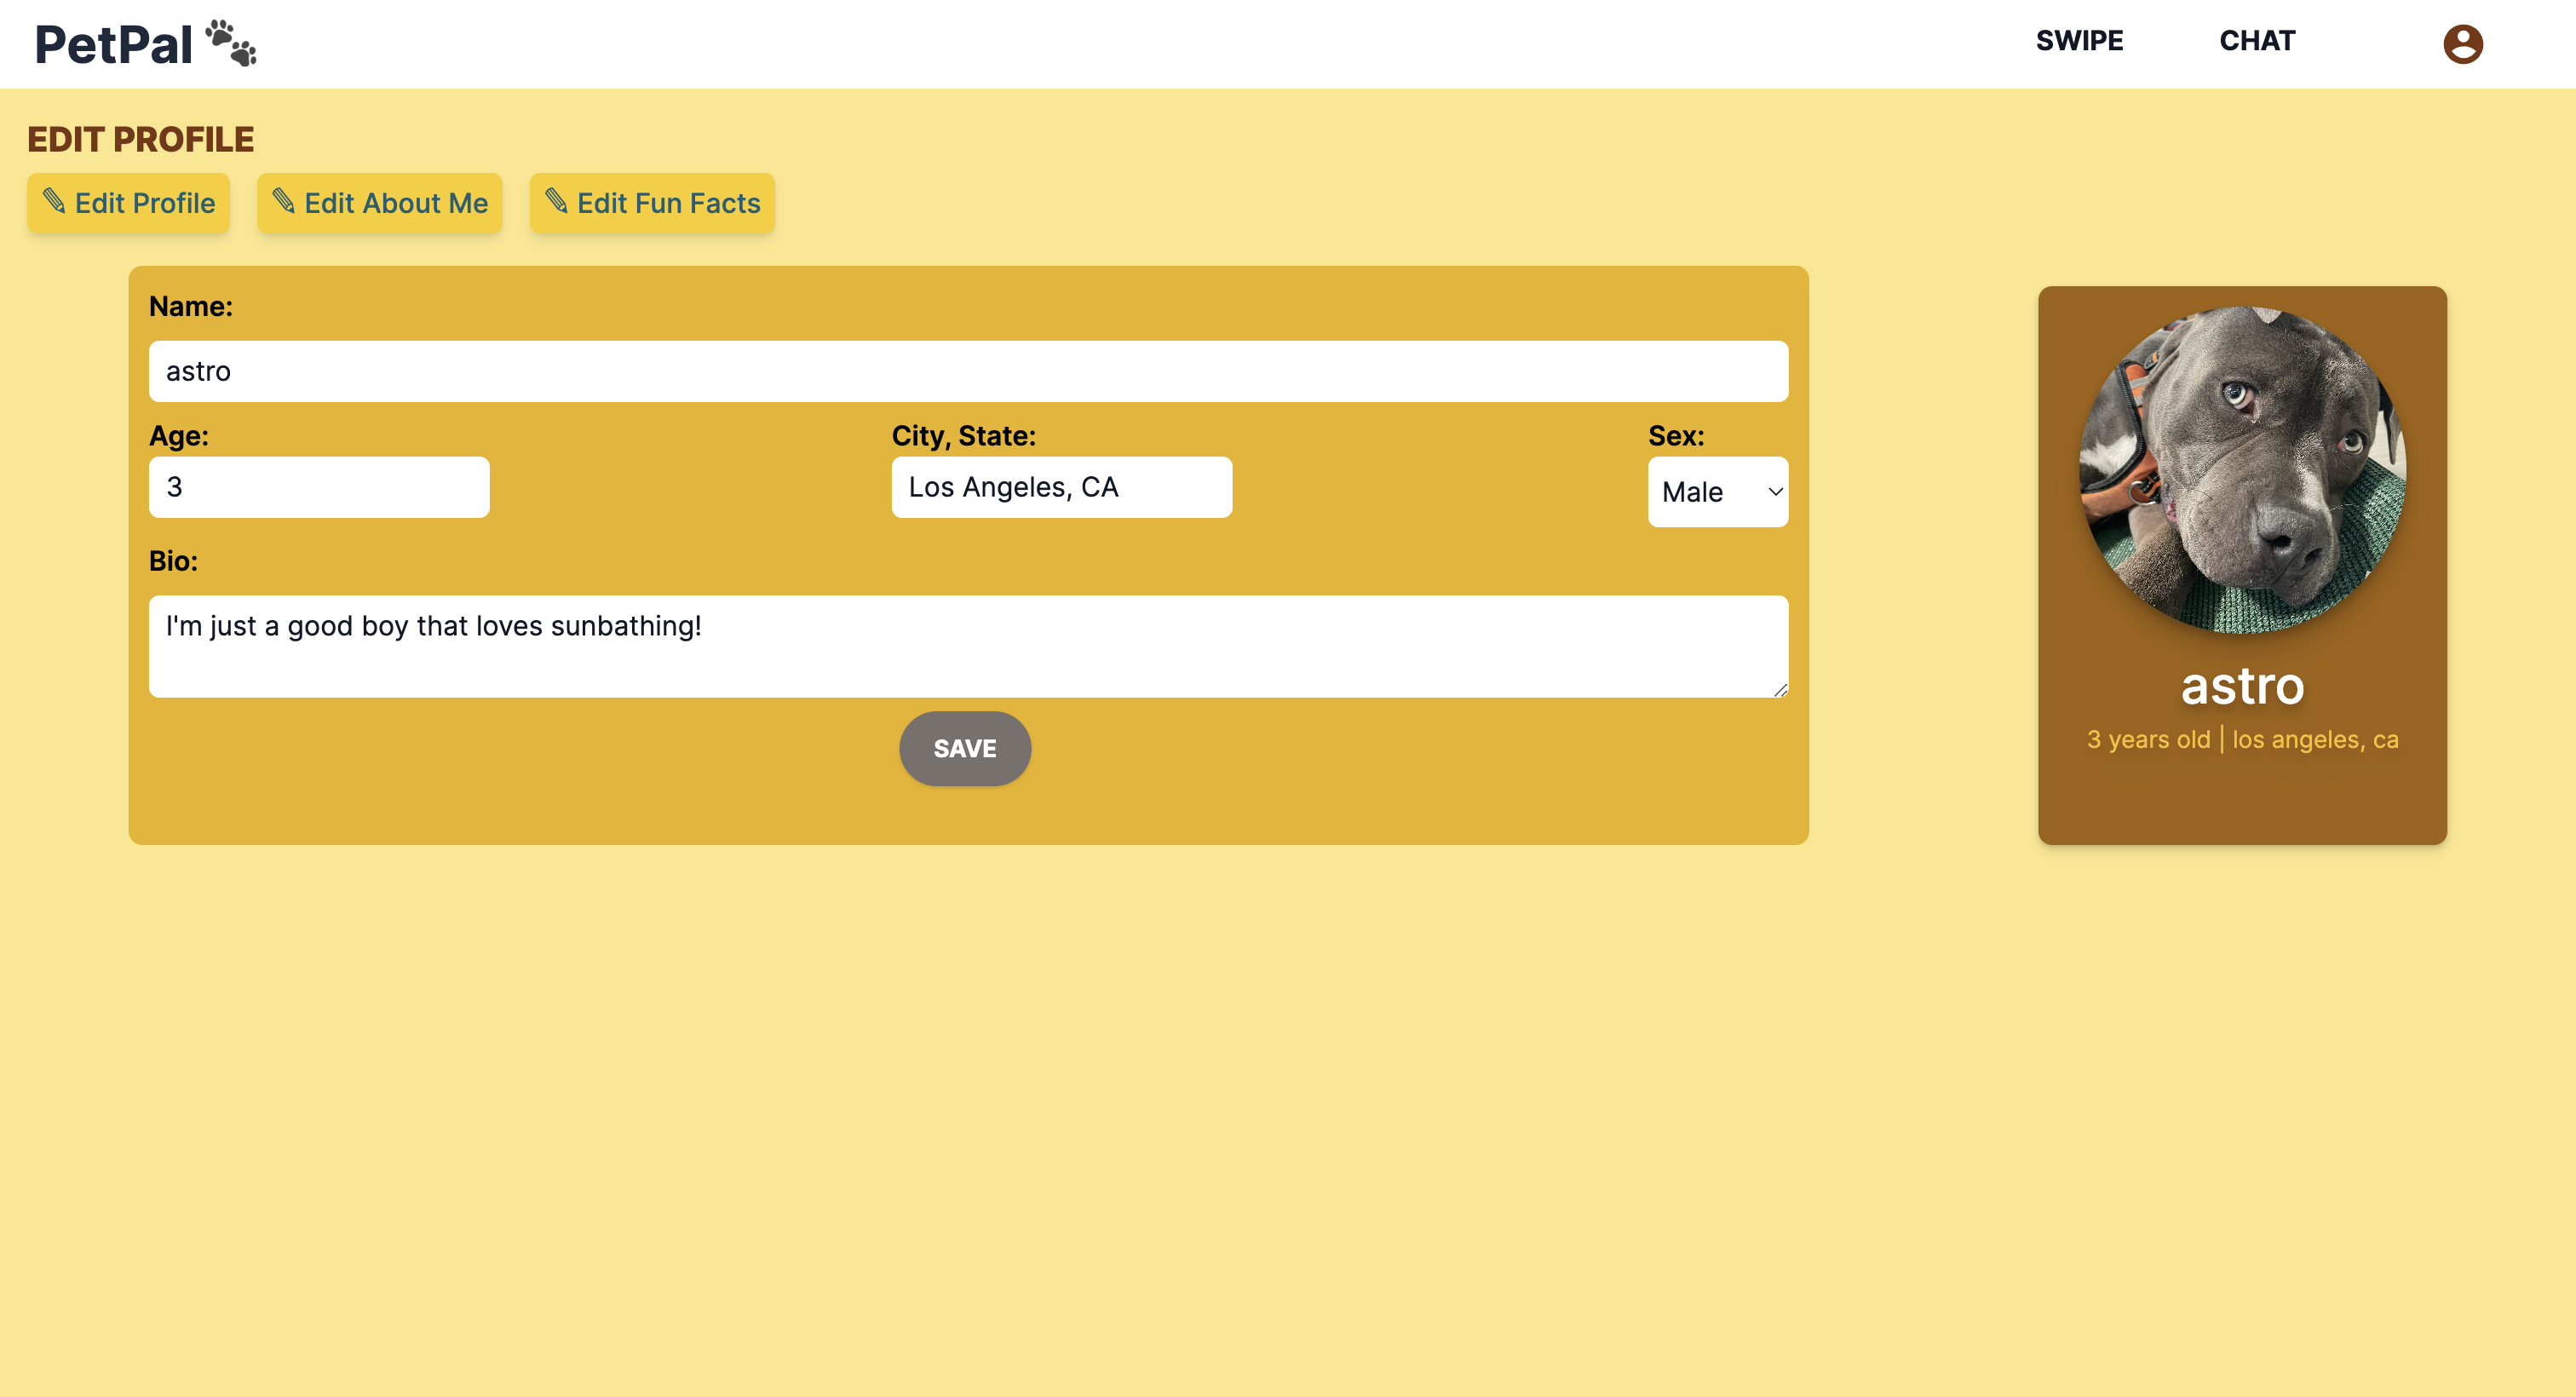 PetPal
SWIPE CHAT
EDIT PROFILE
Edit Profile Edit About Me Edit Fun Facts
Name:
astro
Age: City, State: Sex:
3 Los Angeles, CA Male
Bio:
I'm just a good boy that loves sunbathing!
SAVE
astro
3 years old | los angeles, ca